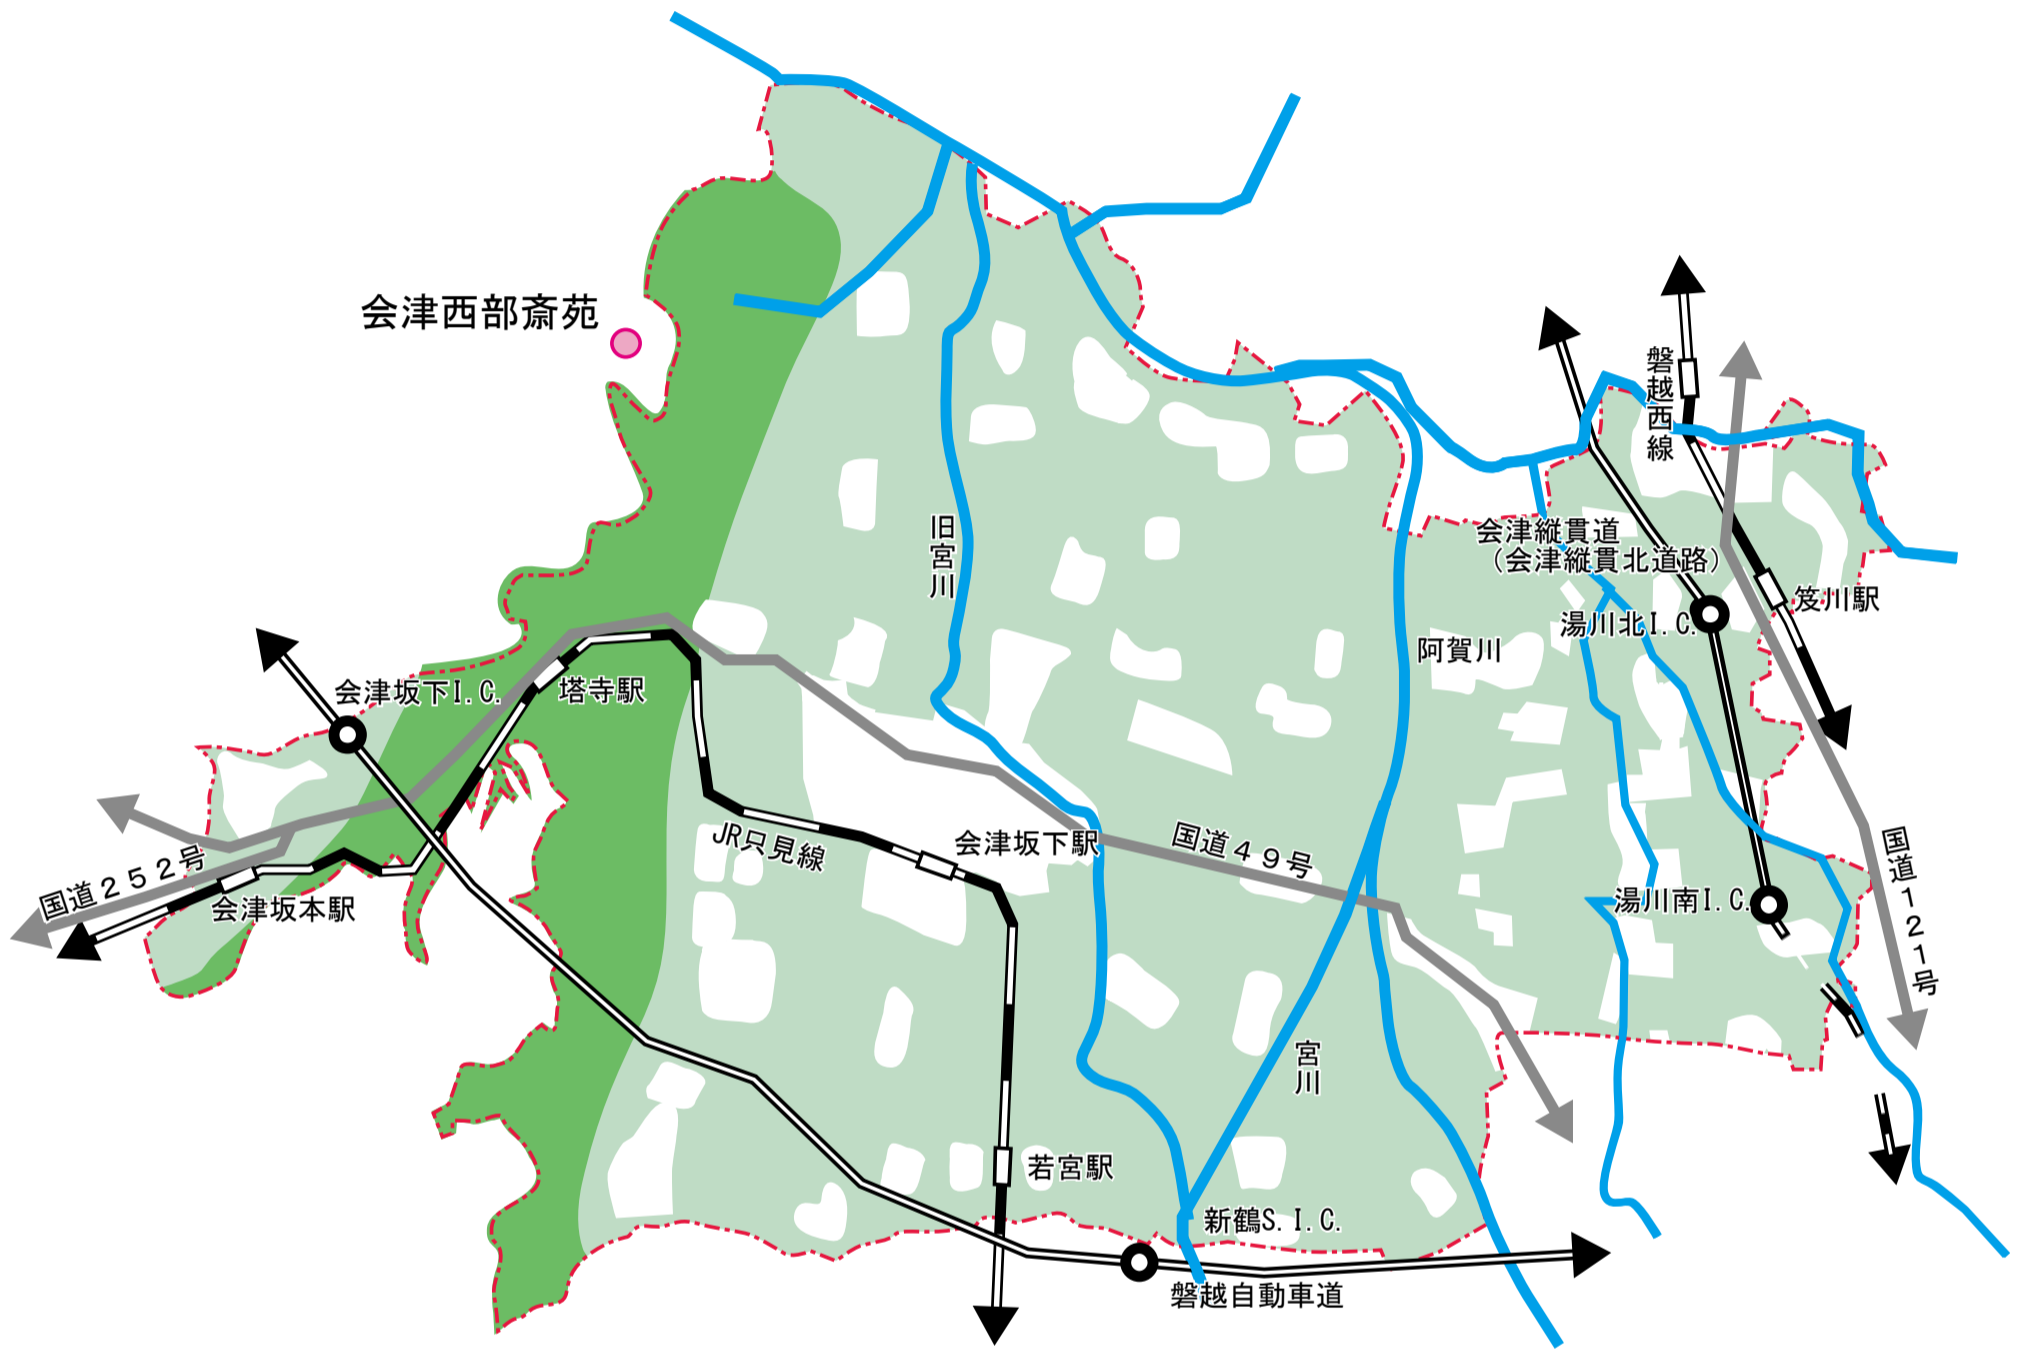 会津西部斎苑
磐越西線
旧宮川
会津縦貫道
（会津縦貫北道路）
笈川駅
湯川北I.C.
阿賀川
会津坂下I.C.
塔寺駅
JR只見線
会津坂下駅
国道４９号
国道２５２号
会津坂本駅
湯川南I.C.
国道１２１号
宮川
若宮駅
新鶴S.I.C.
磐越自動車道